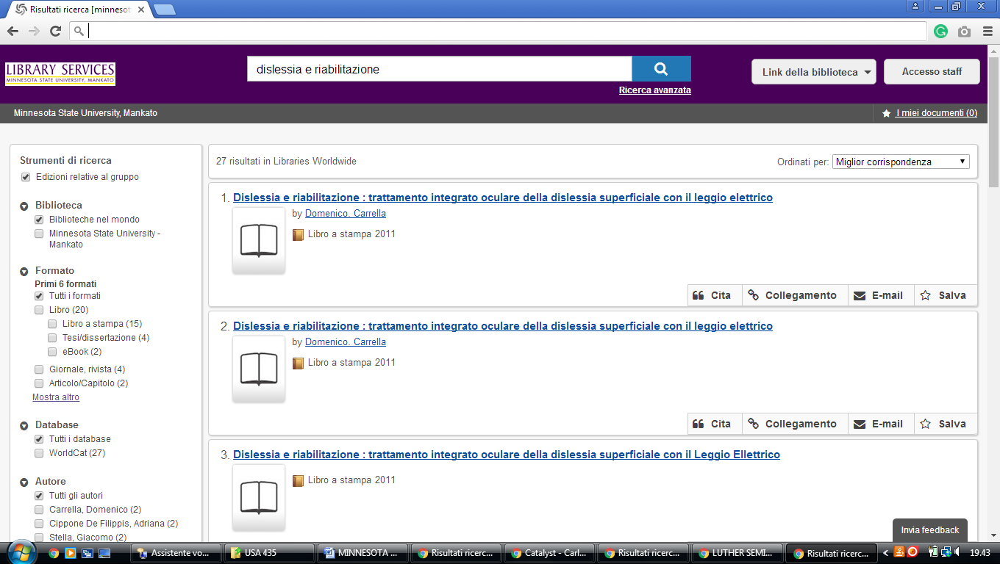 Risultati ricerca [minnesot
LIBRARY SERVICES
MINNESOTA STATE UNIVERSITY, MANKATO
dislessia e riabilitazione
Ricerca avanzata
Link della biblioteca
Accesso staff
Minnesota State University, Mankato
I miei documenti (0)
Strumenti di ricerca
Edizioni relative al gruppo
Biblioteca
Biblioteche nel mondo
Minnesota State University -
Mankato
Formato
Primi 6 formati
Tutti i formati
Libro (20)
Libro a stampa (15)
Tesi/dissertazione (4)
eBook (2)
Giornale, rivista (4)
Articolo/Capitolo (2)
Mostra altro
Database
Tutti i database
WorldCat (27)
Autore
Tutti gli autori
Carrella, Domenico (2)
Cippone De Filippis, Adriana (2)
Stella, Giacomo (2)
27 risultati in Libraries Worldwide
Ordinati per: Miglior corrispondenza
1. Dislessia e riabilitazione : trattamento integrato oculare della dislessia superficiale con il leggio elettrico
by Domenico. Carrella
Libro a stampa 2011
Cita Collegamento E-mail Salva
2. Dislessia e riabilitazione : trattamento integrato oculare della dislessia superficiale con il leggio elettrico
by Domenico. Carrella
Libro a stampa 2011
Cita Collegamento E-mail Salva
3. Dislessia e riabilitazione : trattamento integrato oculare della dislessia superficiale con il Leggio Ellettrico
Libro a stampa 2011
Invia feedback
Assistente vo... USA 435 MINNESOTA ... Risultati ricerc... Catalyst - Carl... Risultati ricerc... LUTHER SEMI... Risultati ricerc... 19.43